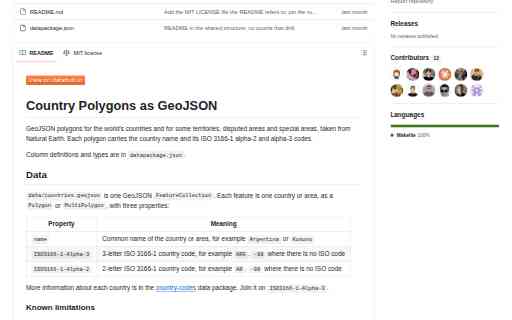 Report repository
README.md Add the MIT LICENSE file the README refers to (on the ro... last month
datapackage.json README in the shared structure, no counts that drift last month
Releases
No releases published
README MIT license
Contributors 12
Country Polygons as GeoJSON
GeoJSON polygons for the world's countries and for some territories, disputed areas and special areas, taken from
Natural Earth. Each polygon carries the country name and its ISO 3166-1 alpha-2 and alpha-3 codes.
Column definitions and types are in datapackage.json.
Languages
Makefile 100%
Data
data/countries.geojson is one GeoJSON FeatureCollection. Each feature is one country or area, as a
Polygon or MultiPolygon, with three properties:
Property Meaning
name Common name of the country or area, for example Argentina or Kosovo
ISO3166-1-Alpha-3 3-letter ISO 3166-1 country code, for example ARG. -99 where there is no ISO code
ISO3166-1-Alpha-2 2-letter ISO 3166-1 country code, for example AR. -99 where there is no ISO code
More information about each country is in the country-codes data package. Join it on ISO3166-1-Alpha-3.
Known limitations